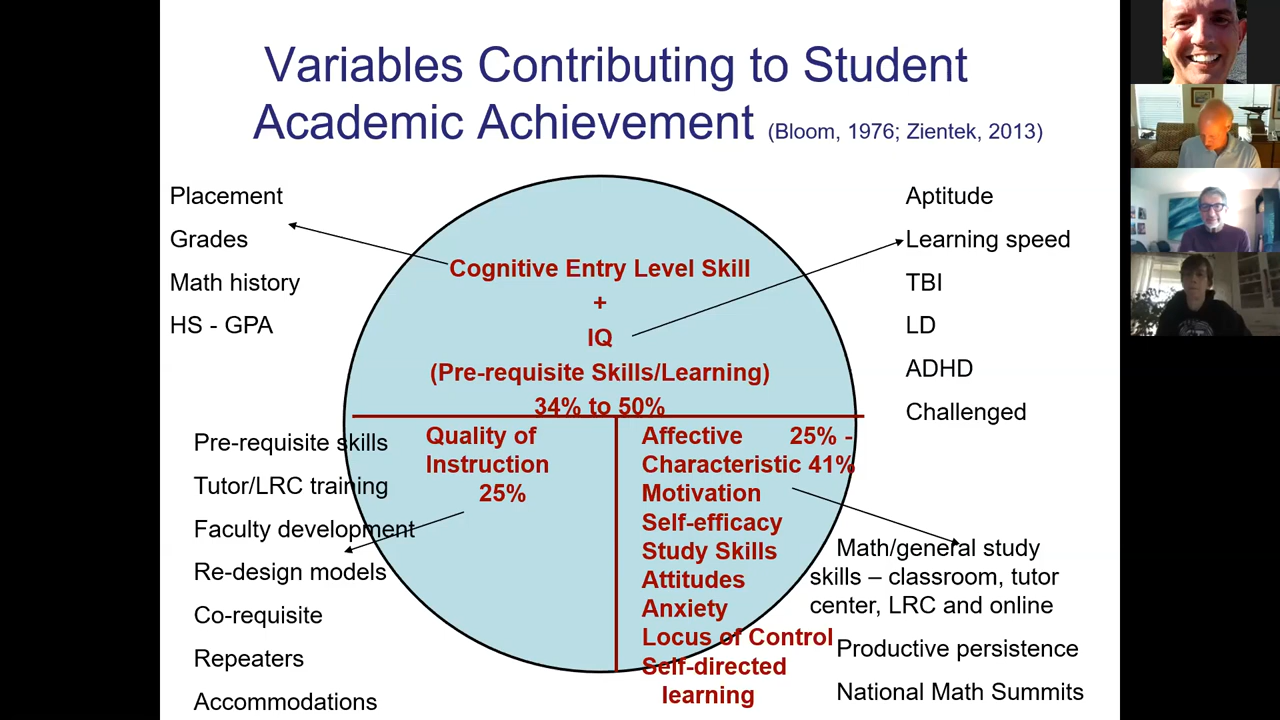 Variables Contributing to Student
Academic Achievement (Bloom, 1976; Zientek, 2013)
Placement
Grades
Math history
HS - GPA
Cognitive Entry Level Skill
+
IQ
(Pre-requisite Skills/Learning)
34% to 50%
Aptitude
Learning speed
TBI
LD
ADHD
Challenged
Pre-requisite skills
Tutor/LRC training
Faculty development
Re-design models
Co-requisite
Repeaters
Accommodations
Quality of
Instruction
25%
Affective 25% -
Characteristic 41%
Motivation
Self-efficacy
Study Skills
Attitudes
Anxiety
Locus of Control
Self-directed
learning
Math/general study
skills – classroom, tutor
center, LRC and online
Productive persistence
National Math Summits